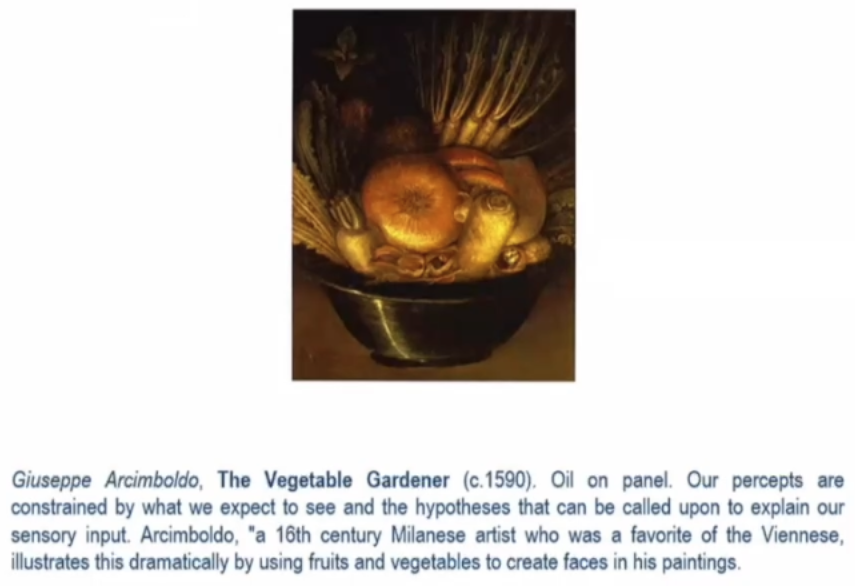 Giuseppe Arcimboldo, The Vegetable Gardener (c.1590). Oil on panel. Our percepts are
constrained by what we expect to see and the hypotheses that can be called upon to explain our
sensory input. Arcimboldo, "a 16th century Milanese artist who was a favorite of the Viennese,
illustrates this dramatically by using fruits and vegetables to create faces in his paintings.